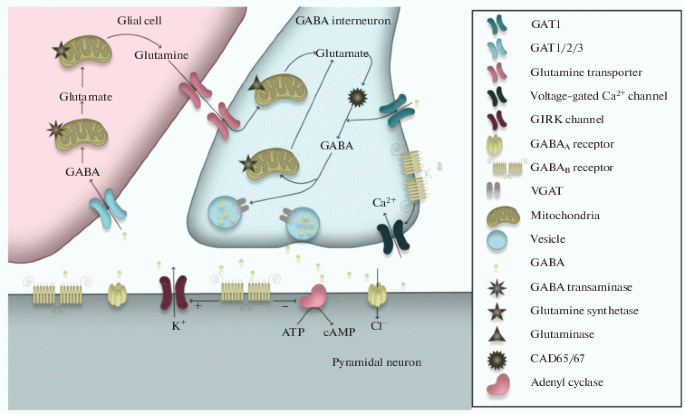 Glial cell
GABA interneuron
Glutamine
Glutamate
Glutamate
GABA
GABA
Ca²⁺
K⁺
+
−
ATP
cAMP
Cl⁻
Pyramidal neuron
GAT1
GAT1/2/3
Glutamine transporter
Voltage-gated Ca²⁺ channel
GIRK channel
GABA_A receptor
GABA_B receptor
VGAT
Mitochondria
Vesicle
GABA
GABA transaminase
Glutamine synthetase
Glutaminase
CAD65/67
Adenyl cyclase